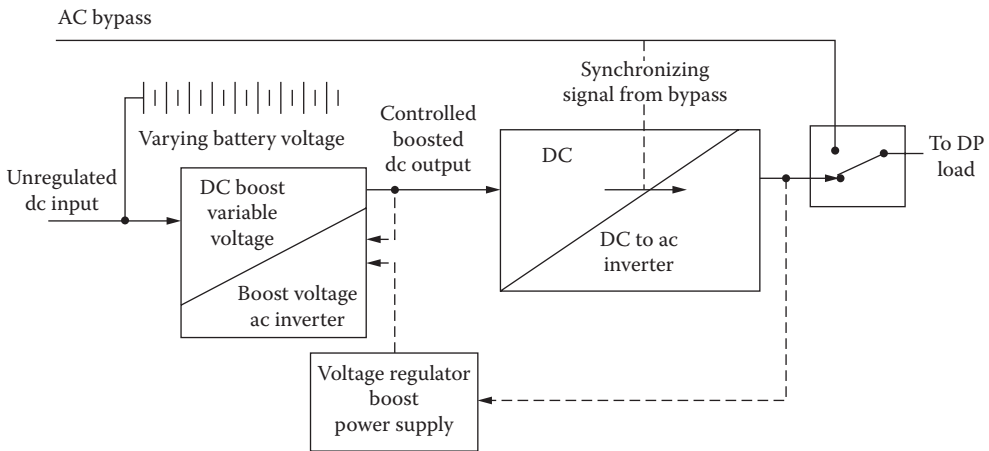 AC bypass
Synchronizing
signal from bypass
Varying battery voltage
Controlled
boosted
dc output
Unregulated
dc input
DC boost
variable
voltage
Boost voltage
ac inverter
DC
DC to ac
inverter
To DP
load
Voltage regulator
boost
power supply